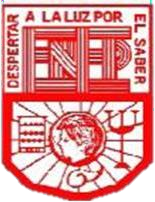 DESPERTAR A LA LUZ POR EL SABER
ENP